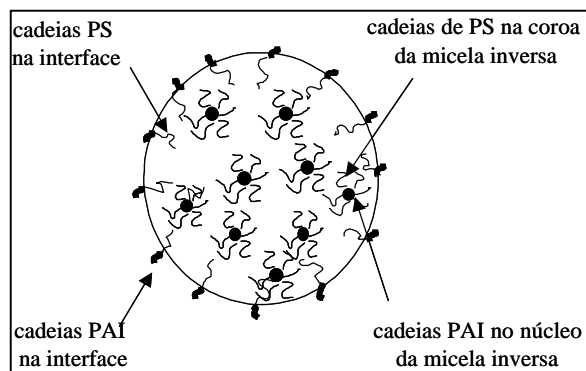 cadeias PS
na interface
cadeias de PS na coroa
da micela inversa
cadeias PAI
na interface
cadeias PAI no núcleo
da micela inversa